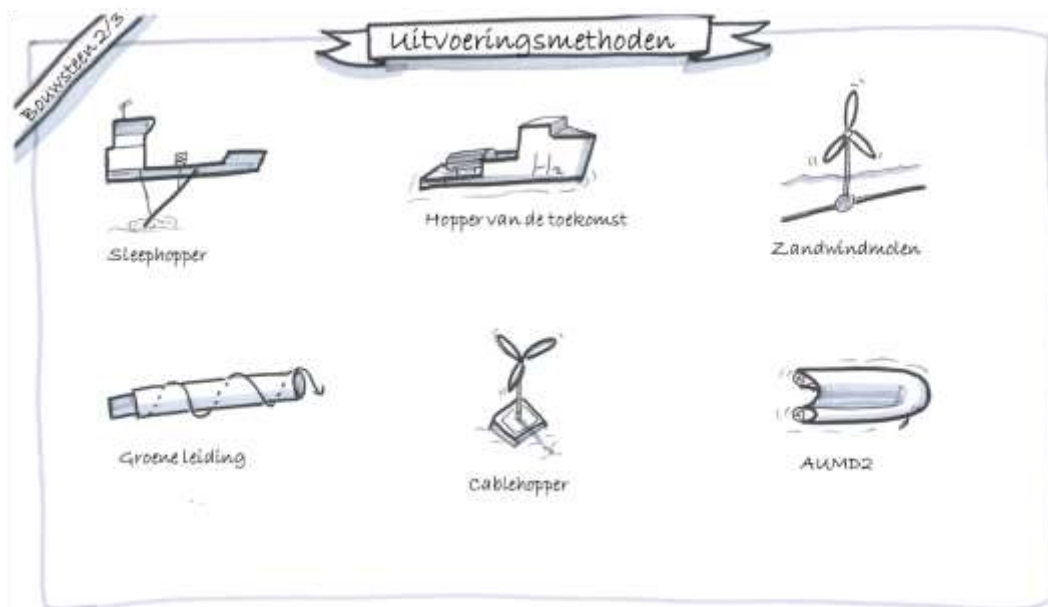 Bouwsteen 2/3
Uitvoeringsmethoden
Sleephopper
H2
Hopper van de toekomst
Zandwindmolen
Groene leiding
Cablehopper
AUMD2